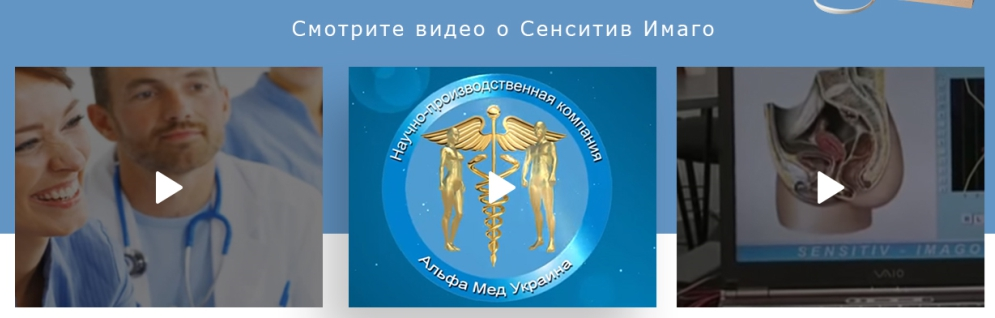 Смотрите видео о Сенситив Имаго
Научно-производственная компания
Альфа Мед Украина
SENSITIV - IMAGO
VAIO